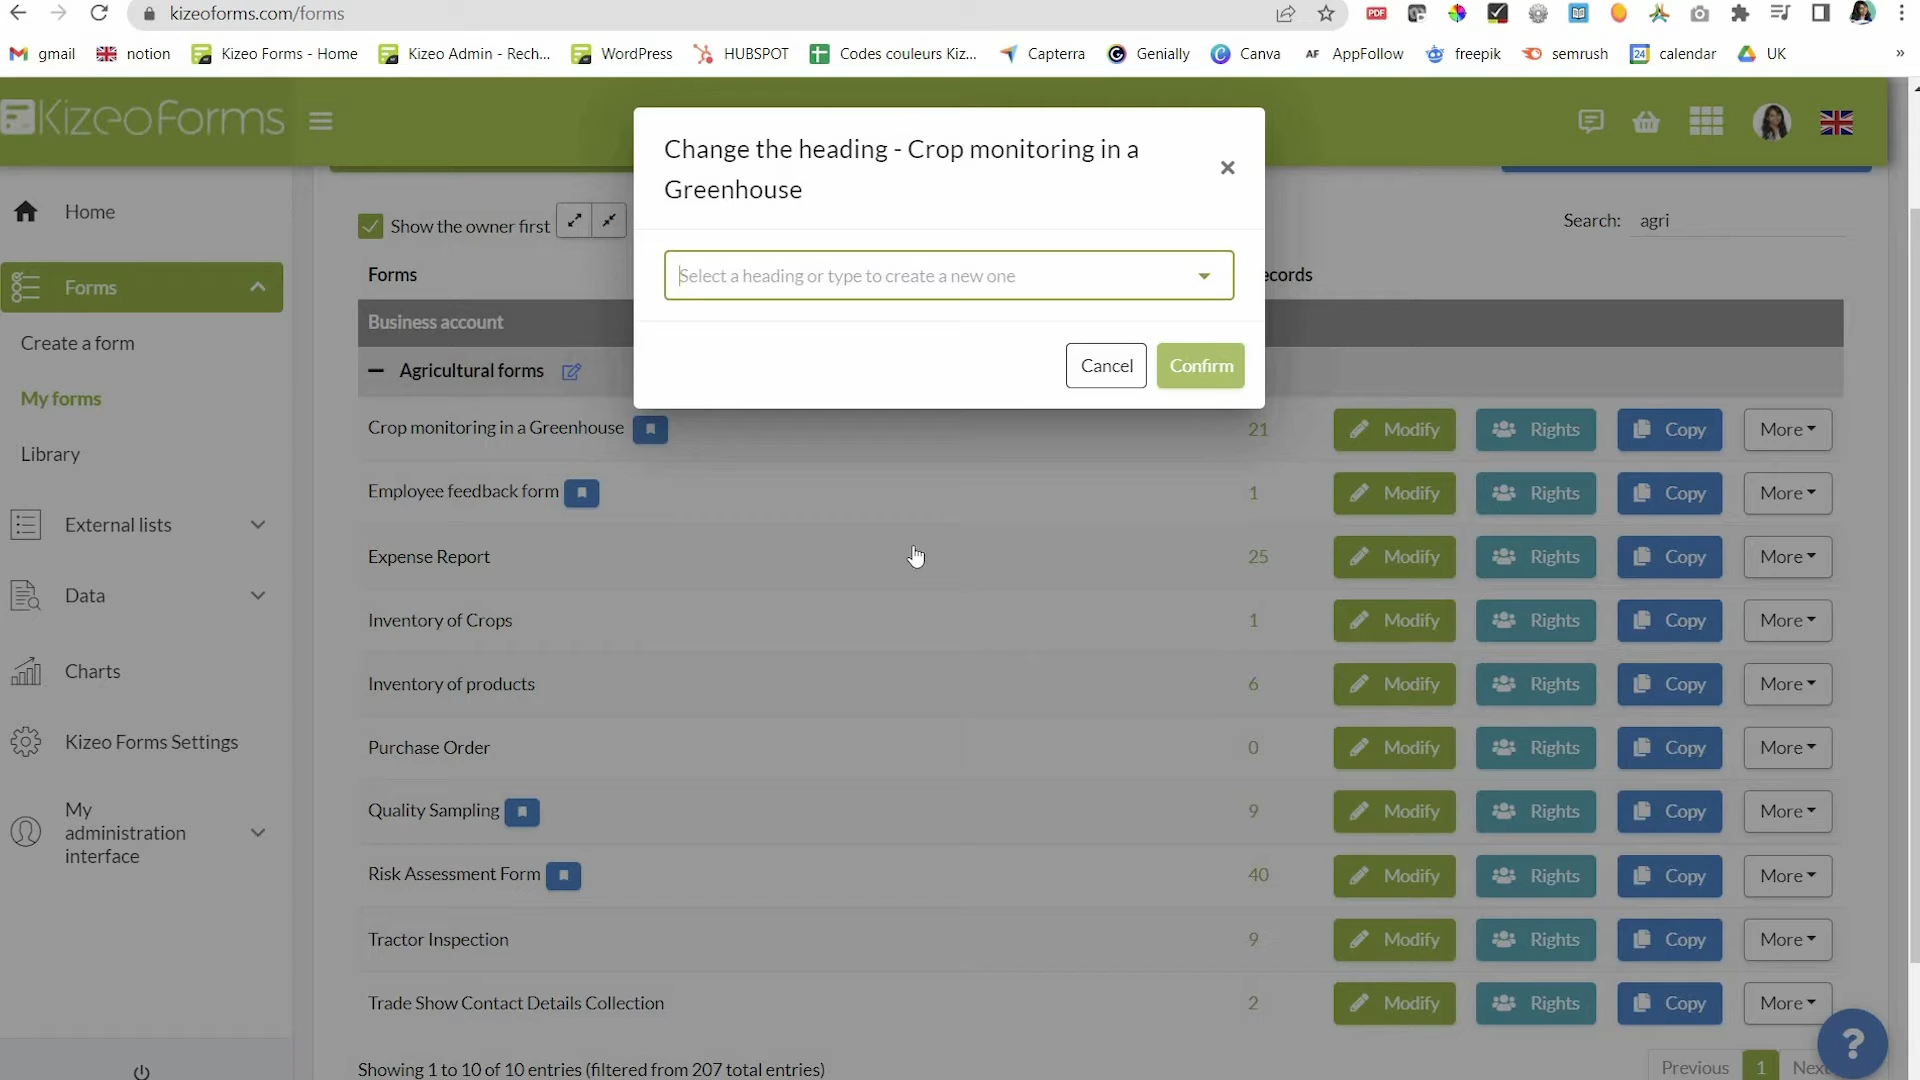 kizeoforms.com/forms
PDF
gmail
notion
Kizeo Forms - Home
Kizeo Admin - Rech...
WordPress
HUBSPOT
Codes couleurs Kiz...
Capterra
Genially
Canva
AF AppFollow
freepik
semrush
24 calendar
UK
»
KizeoForms
Change the heading - Crop monitoring in a
Greenhouse
×
Home
Show the owner first
Search: agri
Forms
Select a heading or type to create a new one
Forms
ecords
Business account
Create a form
Cancel
Confirm
Agricultural forms
My forms
Crop monitoring in a Greenhouse
21
Modify
Rights
Copy
More
Library
Employee feedback form
1
Modify
Rights
Copy
More
External lists
Expense Report
25
Modify
Rights
Copy
More
Data
Inventory of Crops
1
Modify
Rights
Copy
More
Charts
Inventory of products
6
Modify
Rights
Copy
More
Kizeo Forms Settings
Purchase Order
0
Modify
Rights
Copy
More
My
administration
interface
Quality Sampling
9
Modify
Rights
Copy
More
Risk Assessment Form
40
Modify
Rights
Copy
More
Tractor Inspection
9
Modify
Rights
Copy
More
Trade Show Contact Details Collection
2
Modify
Rights
Copy
More
?
Showing 1 to 10 of 10 entries (filtered from 207 total entries)
Previous
1
Next